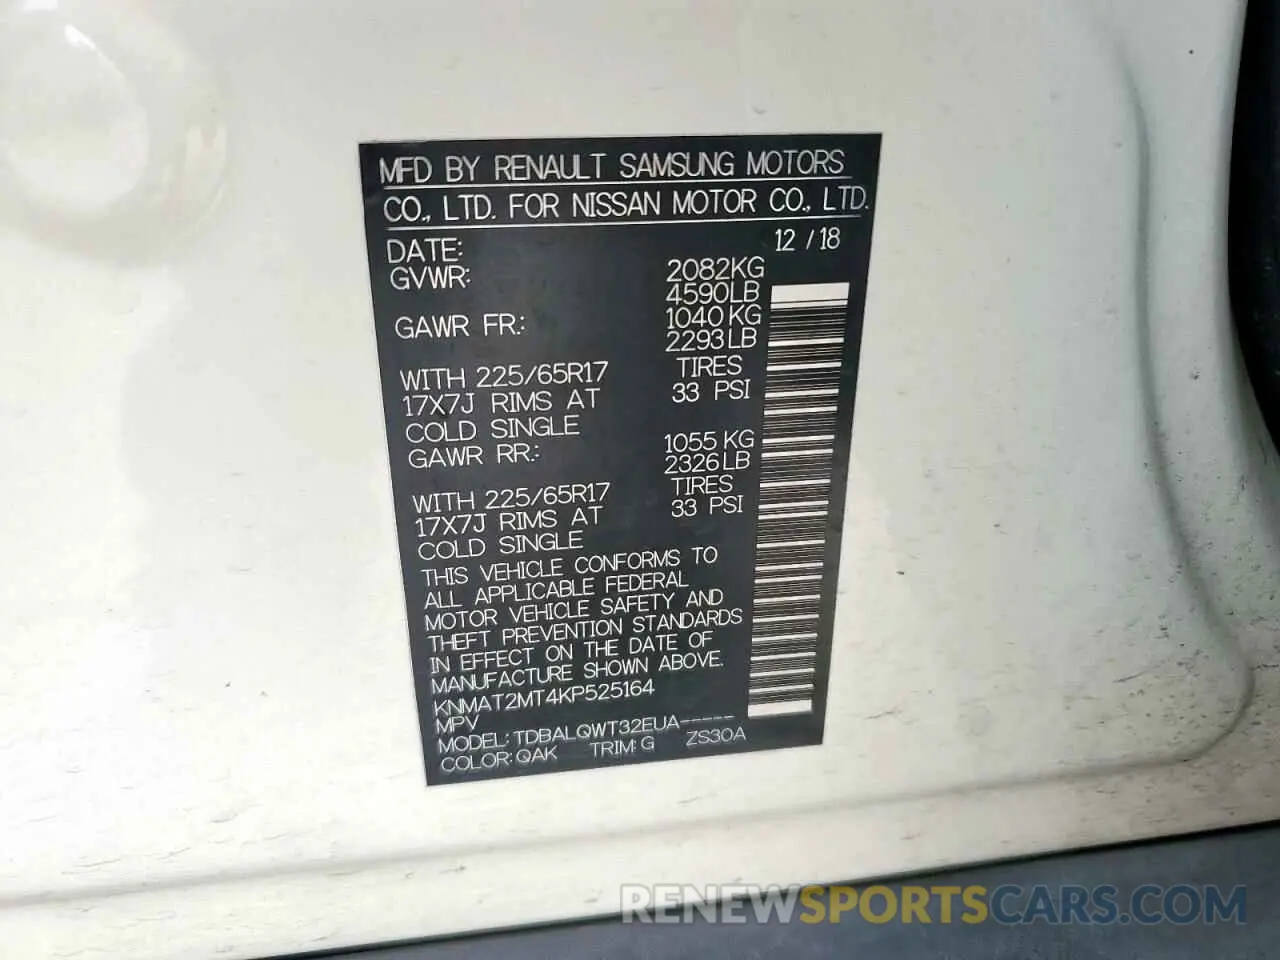 MFD BY RENAULT SAMSUNG MOTORS
CO., LTD. FOR NISSAN MOTOR CO., LTD.
DATE: 12 / 18
GVWR: 2082KG
4590LB
GAWR FR.: 1040 KG
2293 LB
WITH 225/65R17 TIRES
17X7J RIMS AT 33 PSI
COLD SINGLE
GAWR RR.: 1055 KG
2326 LB
WITH 225/65R17 TIRES
17X7J RIMS AT 33 PSI
COLD SINGLE
THIS VEHICLE CONFORMS TO
ALL APPLICABLE FEDERAL
MOTOR VEHICLE SAFETY AND
THEFT PREVENTION STANDARDS
IN EFFECT ON THE DATE OF
MANUFACTURE SHOWN ABOVE.
KNMAT2MT4KP525164
MPV
MODEL: TDBALQWT32EUA-----
COLOR: QAK TRIM: G ZS30A
RENEWSPORTSCARS.COM